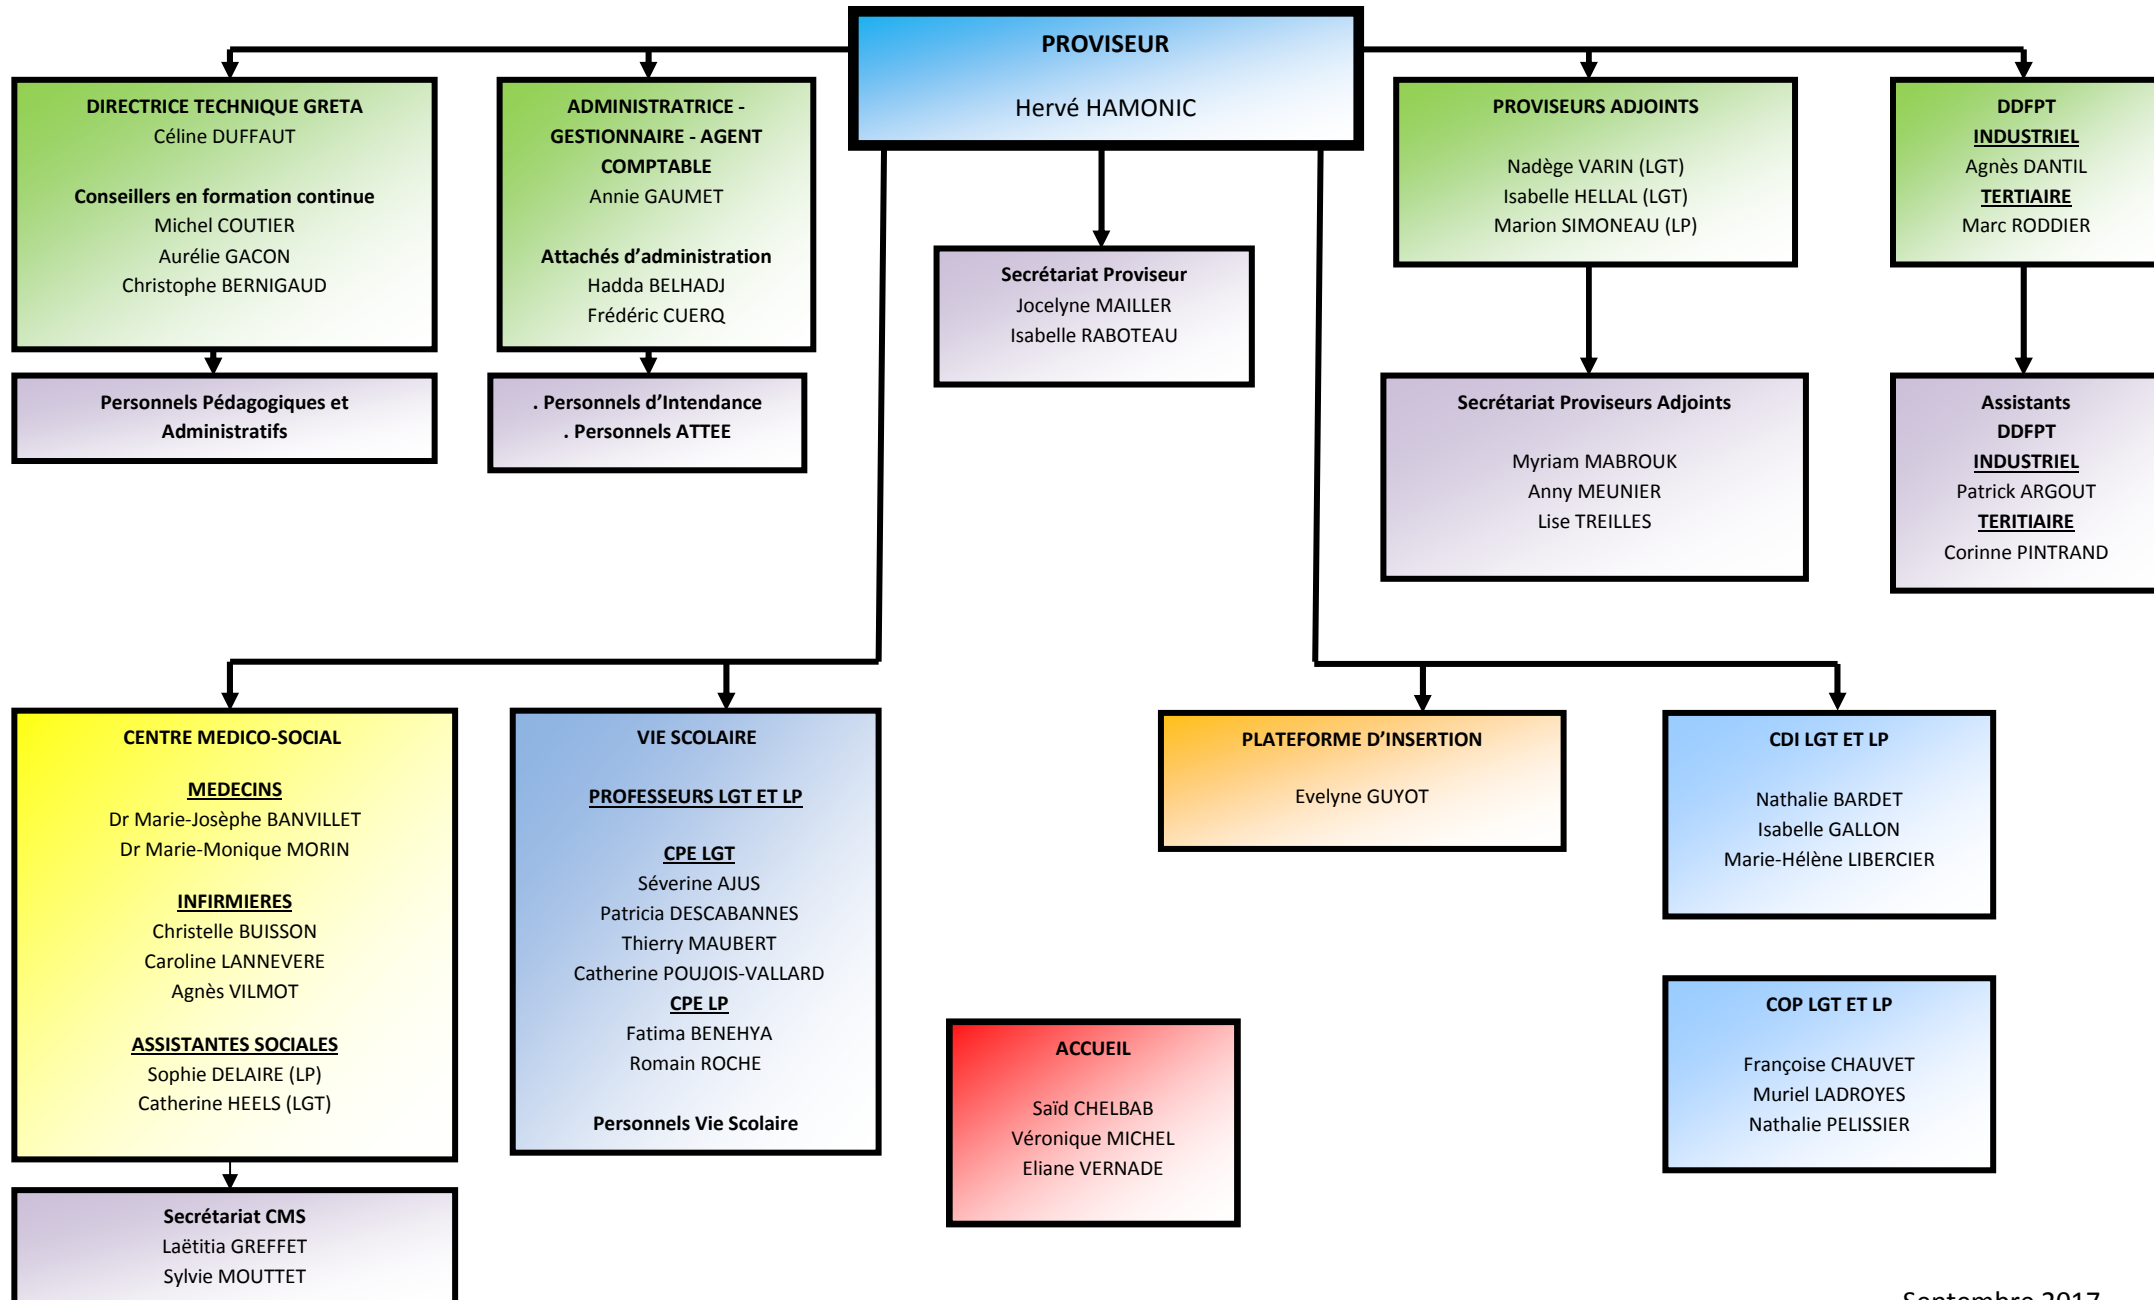 PROVISEUR
Hervé HAMONIC
DIRECTRICE TECHNIQUE GRETA
Céline DUFFAUT
Conseillers en formation continue
Michel COUTIER
Aurélie GACON
Christophe BERNIGAUD
ADMINISTRATRICE -
GESTIONNAIRE - AGENT
COMPTABLE
Annie GAUMET
Attachés d’administration
Hadda BELHADJ
Frédéric CUERQ
PROVISEURS ADJOINTS
Nadège VARIN (LGT)
Isabelle HELLAL (LGT)
Marion SIMONEAU (LP)
DDFPT
INDUSTRIEL
Agnès DANTIL
TERTIAIRE
Marc RODDIER
Secrétariat Proviseur
Jocelyne MAILLER
Isabelle RABOTEAU
Personnels Pédagogiques et
Administratifs
. Personnels d’Intendance
. Personnels ATTEE
Secrétariat Proviseurs Adjoints
Myriam MABROUK
Anny MEUNIER
Lise TREILLES
Assistants
DDFPT
INDUSTRIEL
Patrick ARGOUT
TERITIAIRE
Corinne PINTRAND
CENTRE MEDICO-SOCIAL
MEDECINS
Dr Marie-Josèphe BANVILLET
Dr Marie-Monique MORIN
INFIRMIERES
Christelle BUISSON
Caroline LANNEVERE
Agnès VILMOT
ASSISTANTES SOCIALES
Sophie DELAIRE (LP)
Catherine HEELS (LGT)
VIE SCOLAIRE
PROFESSEURS LGT ET LP
CPE LGT
Séverine AJUS
Patricia DESCABANNES
Thierry MAUBERT
Catherine POUJOIS-VALLARD
CPE LP
Fatima BENEHYA
Romain ROCHE
Personnels Vie Scolaire
PLATEFORME D’INSERTION
Evelyne GUYOT
CDI LGT ET LP
Nathalie BARDET
Isabelle GALLON
Marie-Hélène LIBERCIER
COP LGT ET LP
Françoise CHAUVET
Muriel LADROYES
Nathalie PELISSIER
ACCUEIL
Saïd CHELBAB
Véronique MICHEL
Eliane VERNADE
Secrétariat CMS
Laëtitia GREFFET
Sylvie MOUTTET
Septembre 2017